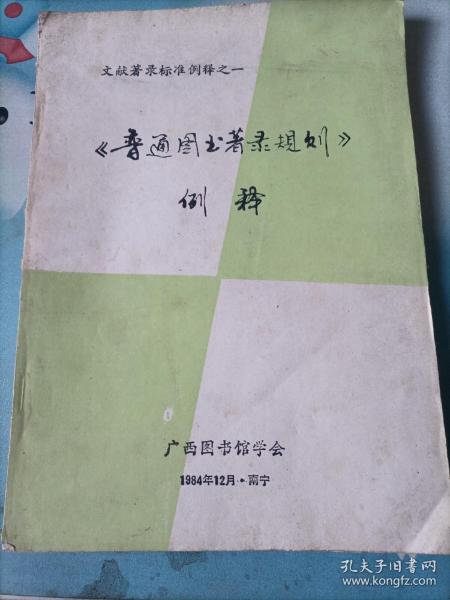 文献著录标准例释之一
《普通图书著录规则》
例释
广西图书馆学会
1984年12月·南宁
孔夫子旧书网
www.kongfz.com